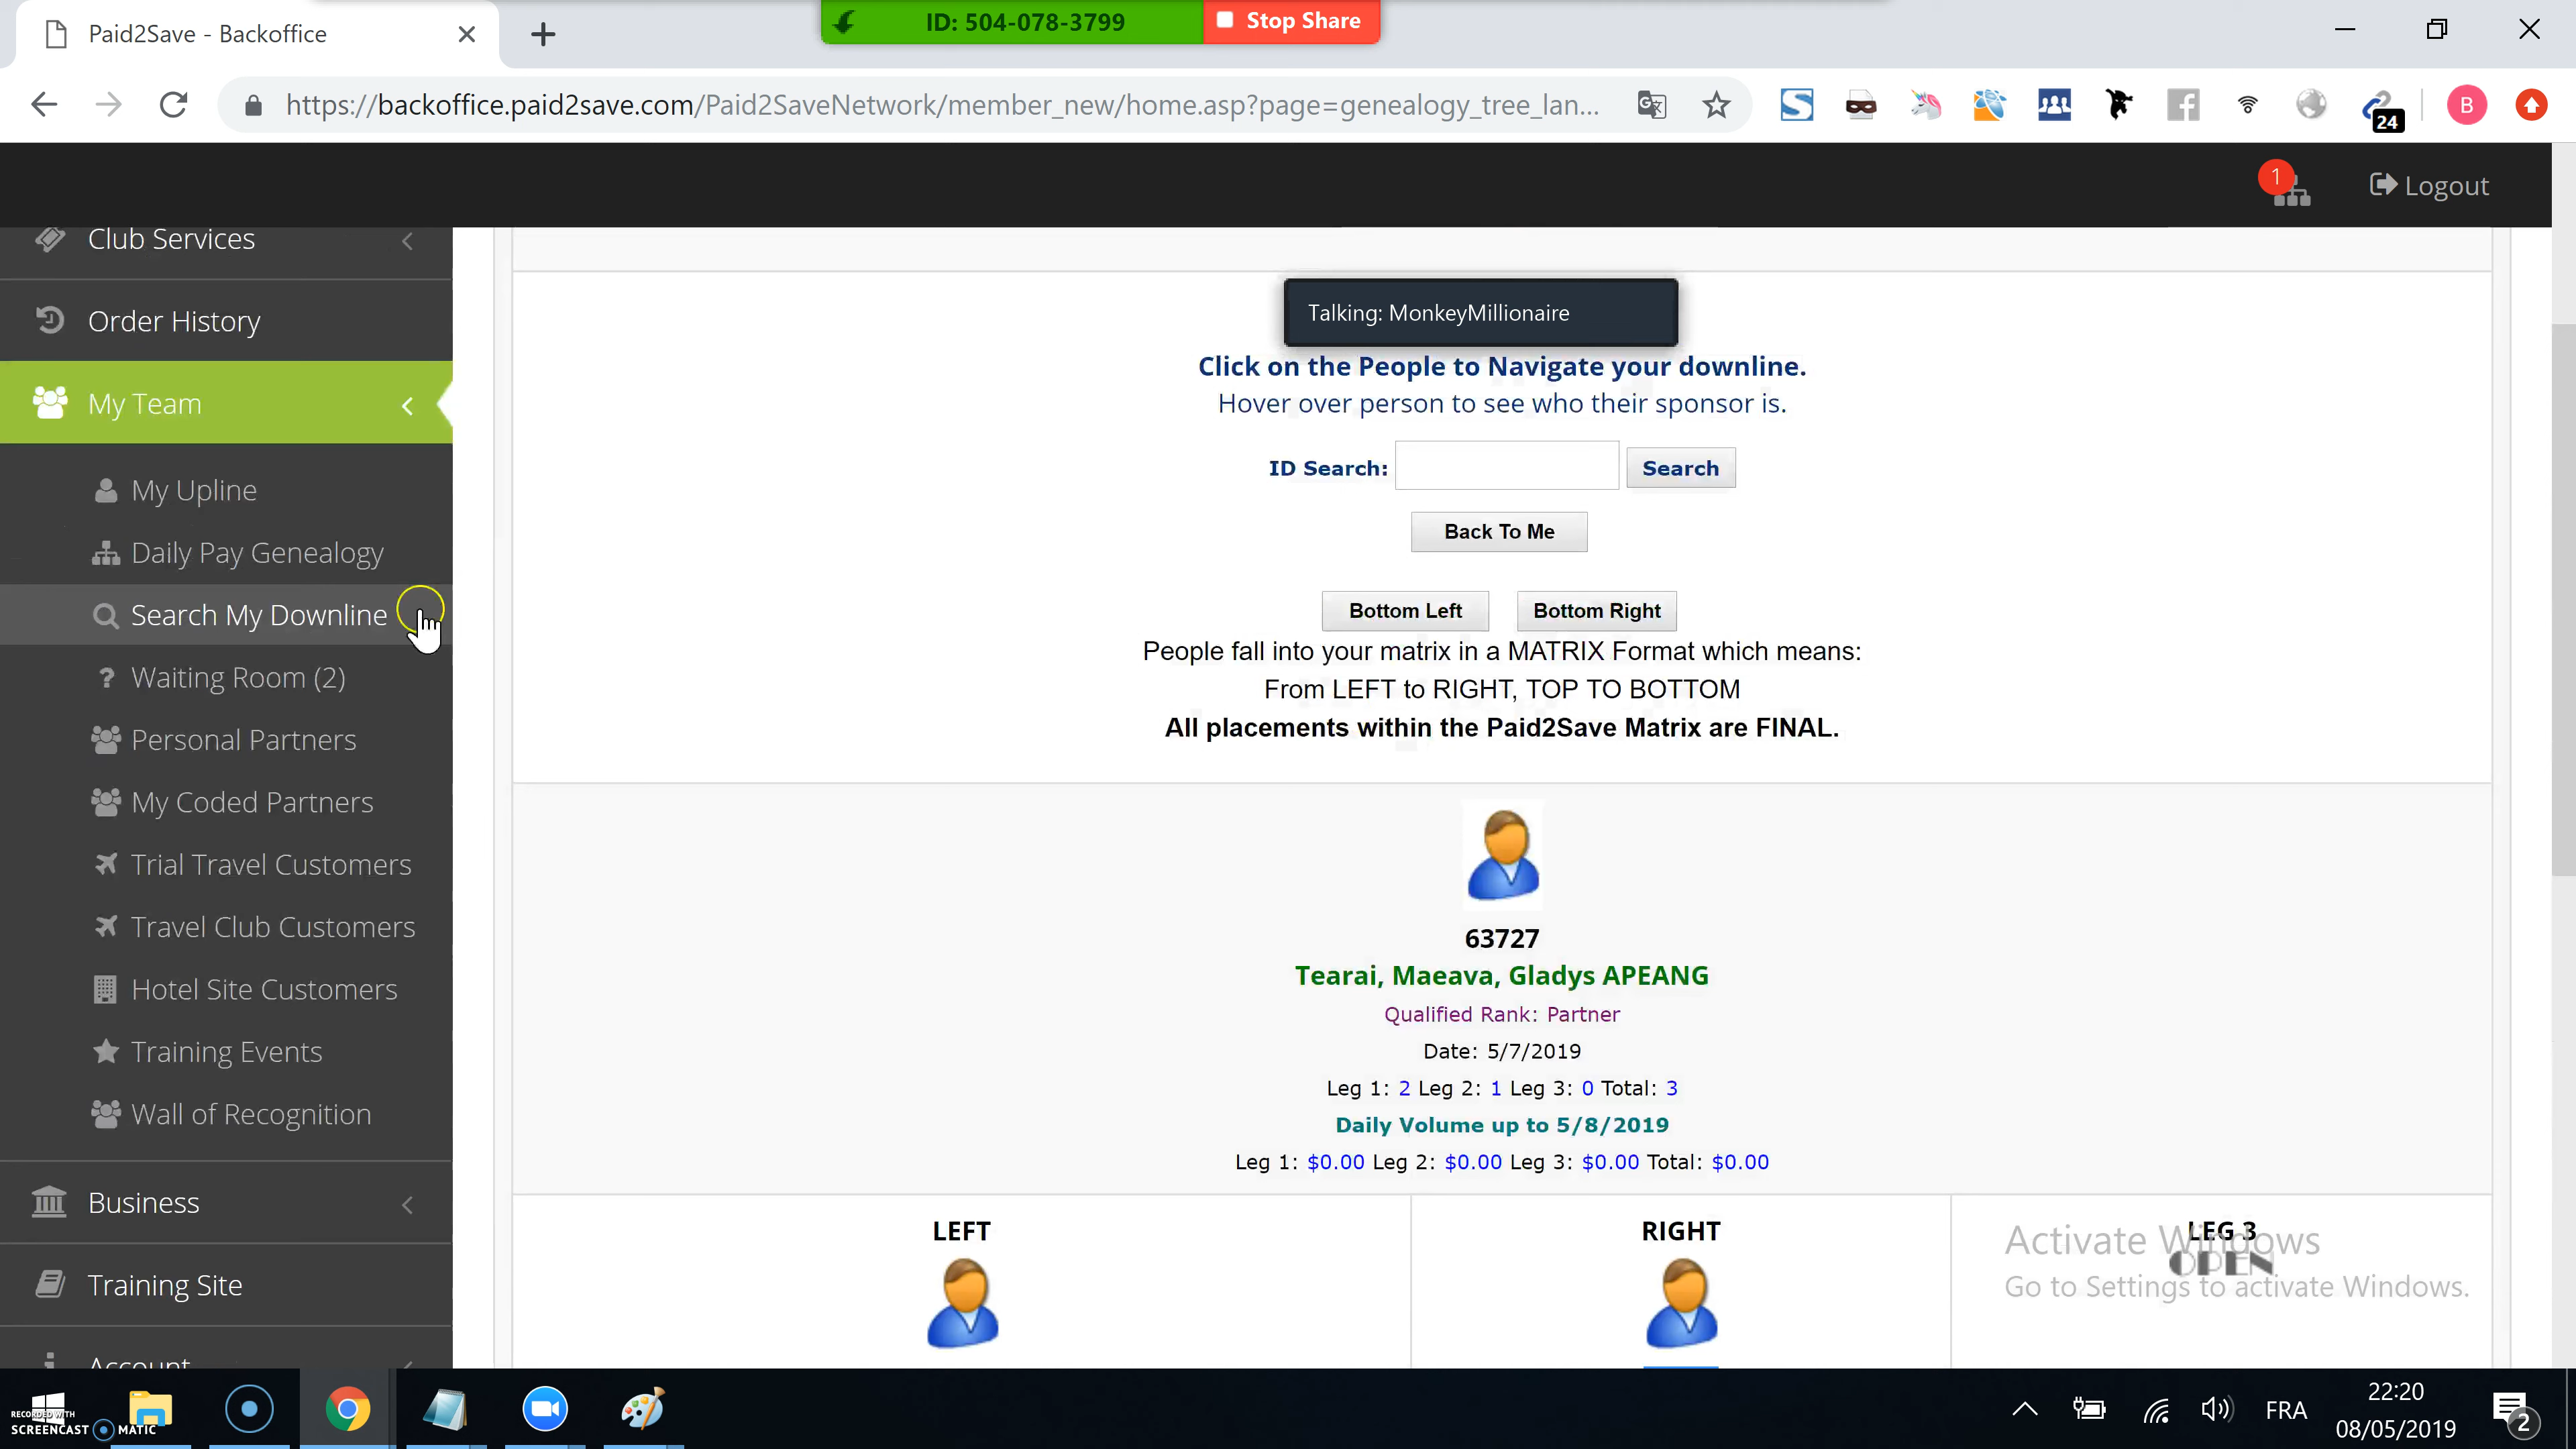 Paid2Save - Backoffice
ID: 504-078-3799
Stop Share
https://backoffice.paid2save.com/Paid2SaveNetwork/member_new/home.asp?page=genealogy_tree_lan...
24
B
1
Logout
Club Services
Order History
My Team
My Upline
Daily Pay Genealogy
Search My Downline
Waiting Room (2)
Personal Partners
My Coded Partners
Trial Travel Customers
Travel Club Customers
Hotel Site Customers
Training Events
Wall of Recognition
Business
Training Site
Account
Talking: MonkeyMillionaire
Click on the People to Navigate your downline.
Hover over person to see who their sponsor is.
ID Search:
Search
Back To Me
Bottom Left
Bottom Right
People fall into your matrix in a MATRIX Format which means:
From LEFT to RIGHT, TOP TO BOTTOM
All placements within the Paid2Save Matrix are FINAL.
63727
Tearai, Maeava, Gladys APEANG
Qualified Rank: Partner
Date: 5/7/2019
Leg 1: 2 Leg 2: 1 Leg 3: 0 Total: 3
Daily Volume up to 5/8/2019
Leg 1: $0.00 Leg 2: $0.00 Leg 3: $0.00 Total: $0.00
LEFT
RIGHT
LEG 3
OPEN
Activate Windows
Go to Settings to activate Windows.
RECORDED WITH
SCREENCAST MATIC
FRA
22:20
08/05/2019
2